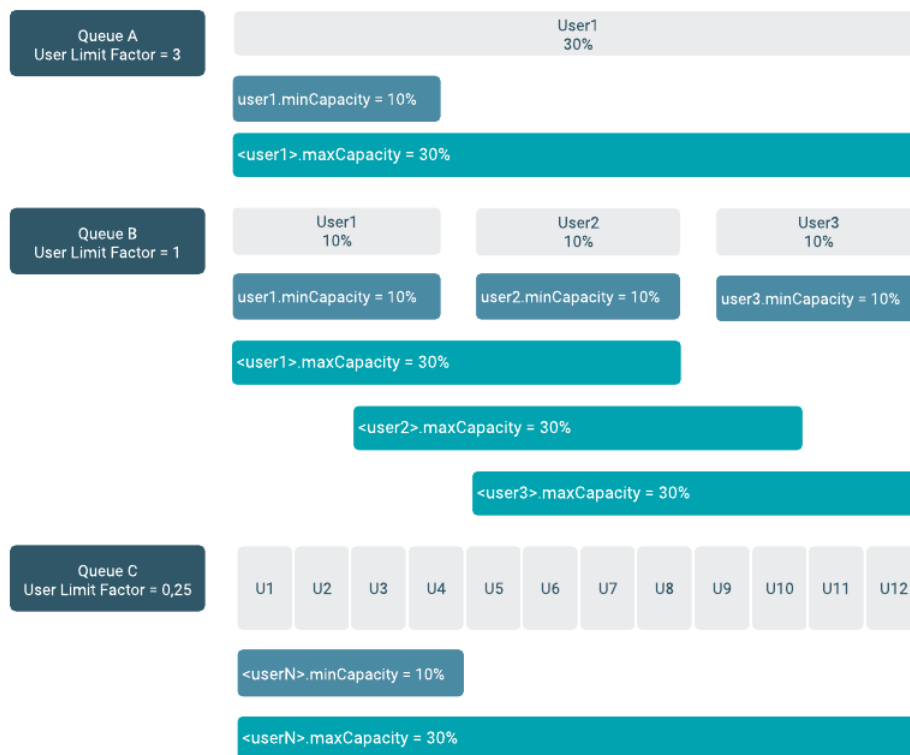 Queue A
User Limit Factor = 3
User1
30%
user1.minCapacity = 10%
<user1>.maxCapacity = 30%
Queue B
User Limit Factor = 1
User1
10%
User2
10%
User3
10%
user1.minCapacity = 10%
user2.minCapacity = 10%
user3.minCapacity = 10%
<user1>.maxCapacity = 30%
<user2>.maxCapacity = 30%
<user3>.maxCapacity = 30%
Queue C
User Limit Factor = 0,25
U1 U2 U3 U4 U5 U6 U7 U8 U9 U10 U11 U12
<userN>.minCapacity = 10%
<userN>.maxCapacity = 30%